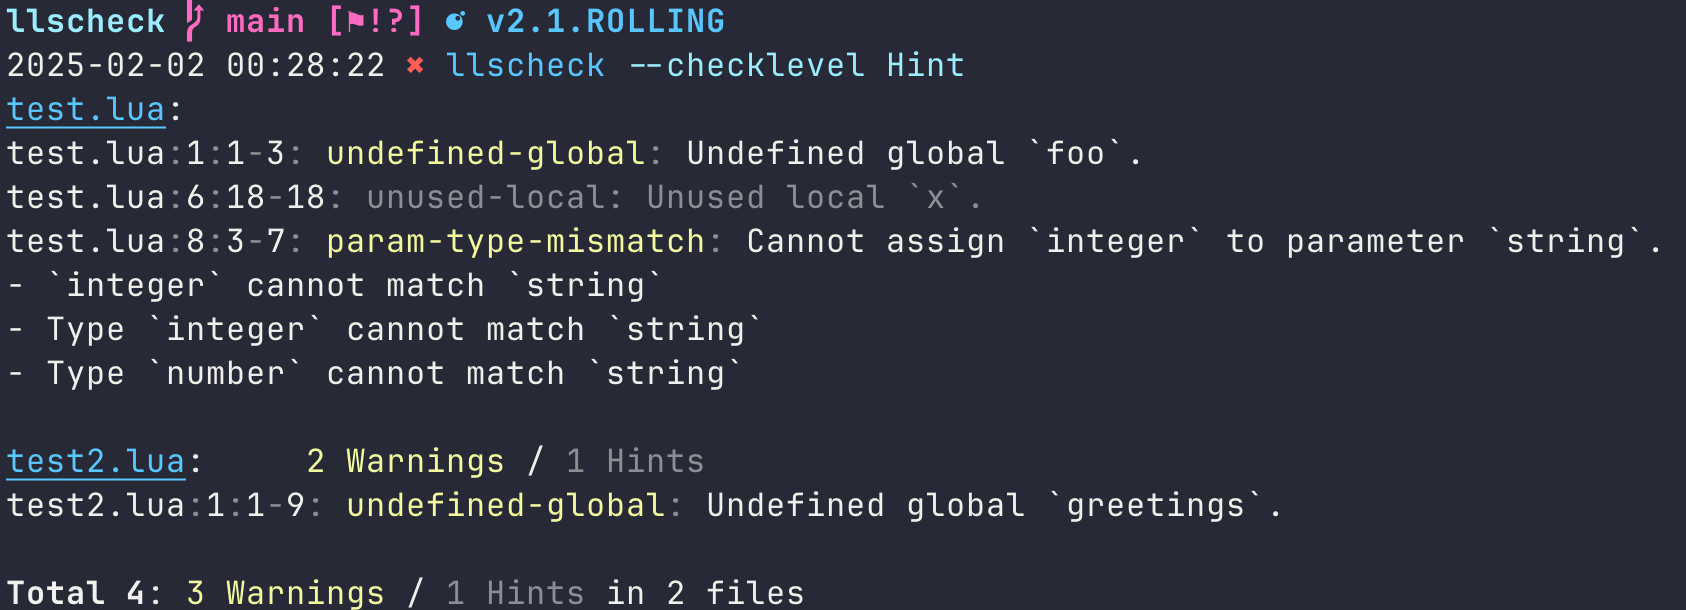 llscheck main [⚑!?] v2.1.ROLLING
2025-02-02 00:28:22 ✖ llscheck --checklevel Hint
test.lua:
test.lua:1:1-3: undefined-global: Undefined global `foo`.
test.lua:6:18-18: unused-local: Unused local `x`.
test.lua:8:3-7: param-type-mismatch: Cannot assign `integer` to parameter `string`.
- `integer` cannot match `string`
- Type `integer` cannot match `string`
- Type `number` cannot match `string`
test2.lua:     2 Warnings / 1 Hints
test2.lua:1:1-9: undefined-global: Undefined global `greetings`.
Total 4: 3 Warnings / 1 Hints in 2 files